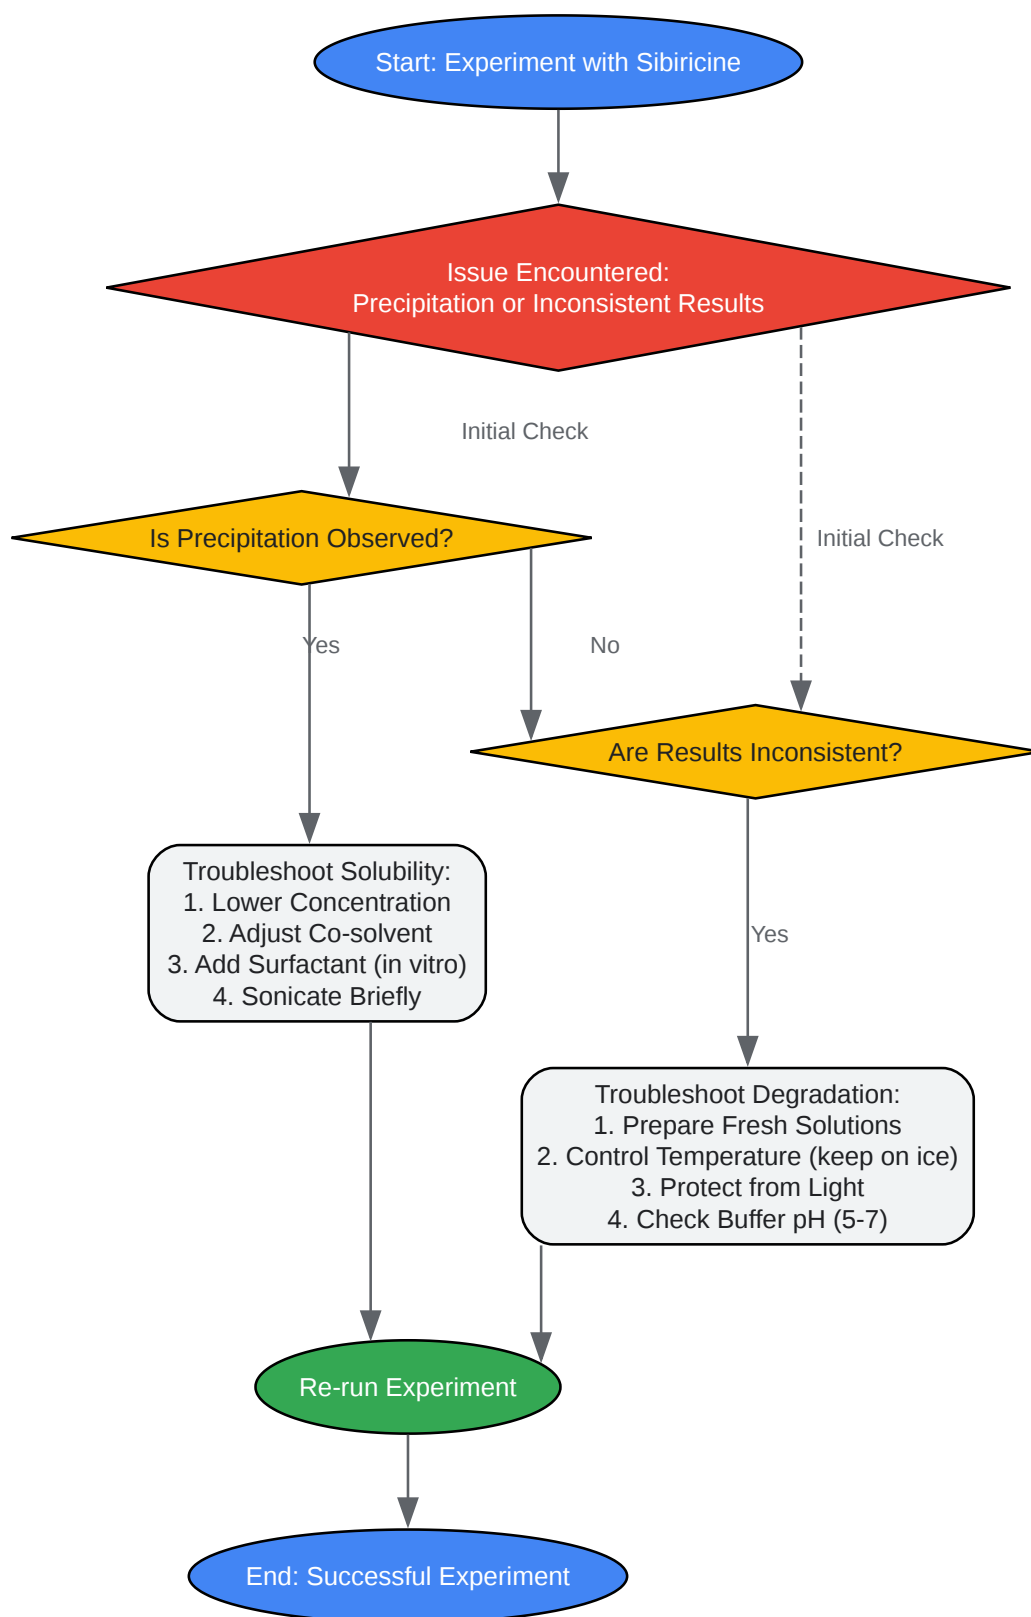 Start: Experiment with Sibiricine
Issue Encountered:
Precipitation or Inconsistent Results
Initial Check
Is Precipitation Observed?
Initial Check
Yes
No
Are Results Inconsistent?
Troubleshoot Solubility:
1. Lower Concentration
2. Adjust Co-solvent
3. Add Surfactant (in vitro)
4. Sonicate Briefly
Yes
Troubleshoot Degradation:
1. Prepare Fresh Solutions
2. Control Temperature (keep on ice)
3. Protect from Light
4. Check Buffer pH (5-7)
Re-run Experiment
End: Successful Experiment